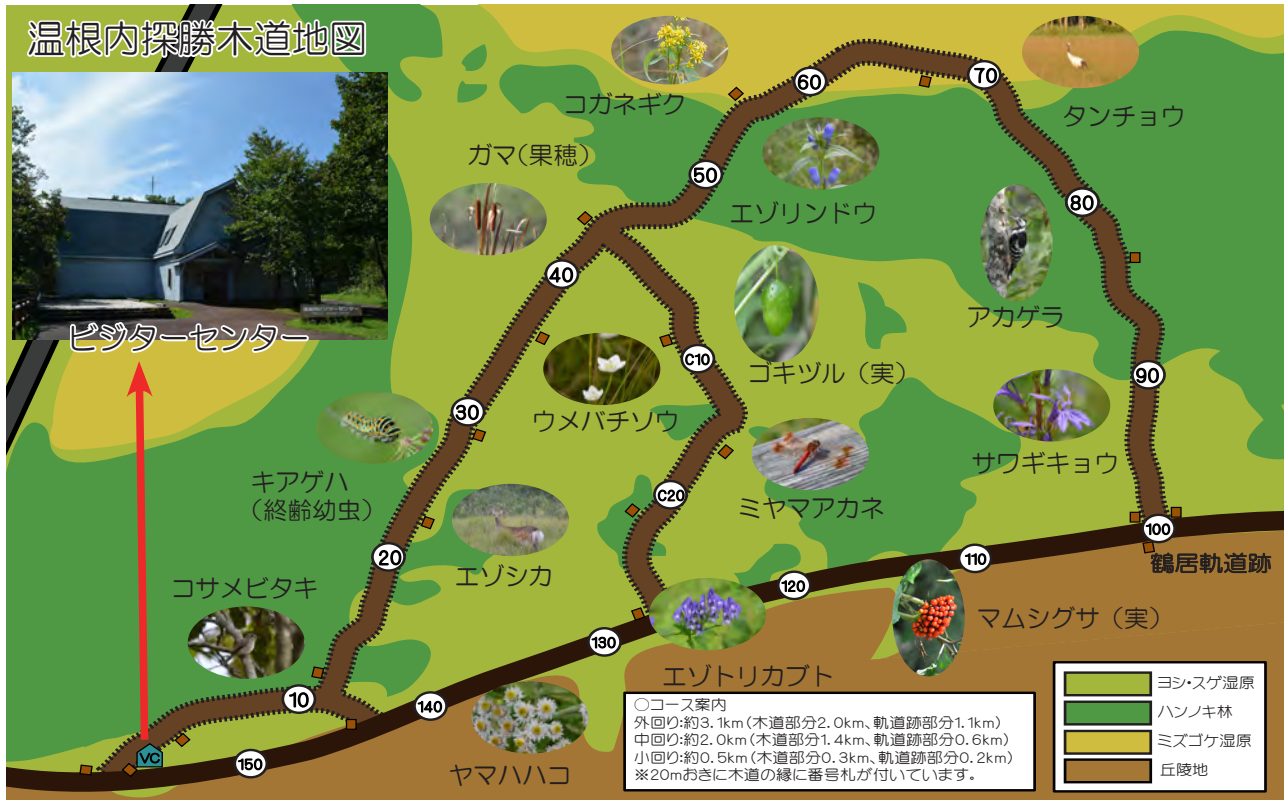 温根内探勝木道地図
ビジターセンター
コガネギク
タンチョウ
ガマ(果穂)
エゾリンドウ
アカゲラ
ゴキヅル（実）
ウメバチソウ
サワギキョウ
キアゲハ
（終齢幼虫）
ミヤマアカネ
エゾシカ
コサメビタキ
鶴居軌道跡
マムシグサ（実）
エゾトリカブト
ヤマハハコ
10
20
30
40
50
60
70
80
90
100
110
120
130
140
150
C10
C20
VC
○コース案内
外回り:約3.1km(木道部分2.0km、軌道跡部分1.1km)
中回り:約2.0km(木道部分1.4km、軌道跡部分0.6km)
小回り:約0.5km(木道部分0.3km、軌道跡部分0.2km)
※20mおきに木道の縁に番号札が付いています。
ヨシ・スゲ湿原
ハンノキ林
ミズゴケ湿原
丘陵地